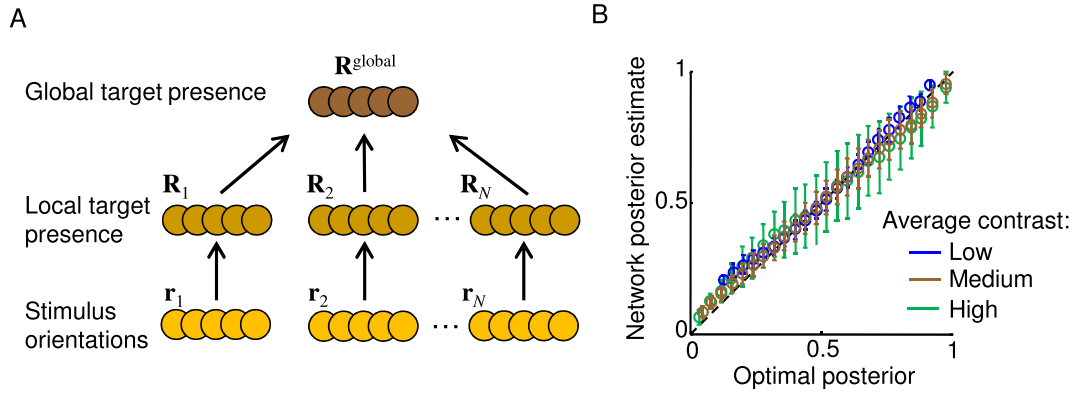 A
R^global
Global target presence
R_1
R_2
R_N
Local target
presence
...
r_1
r_2
r_N
Stimulus
orientations
...
B
Network posterior estimate
1
0.5
0
0
0.5
1
Optimal posterior
Average contrast:
Low
Medium
High